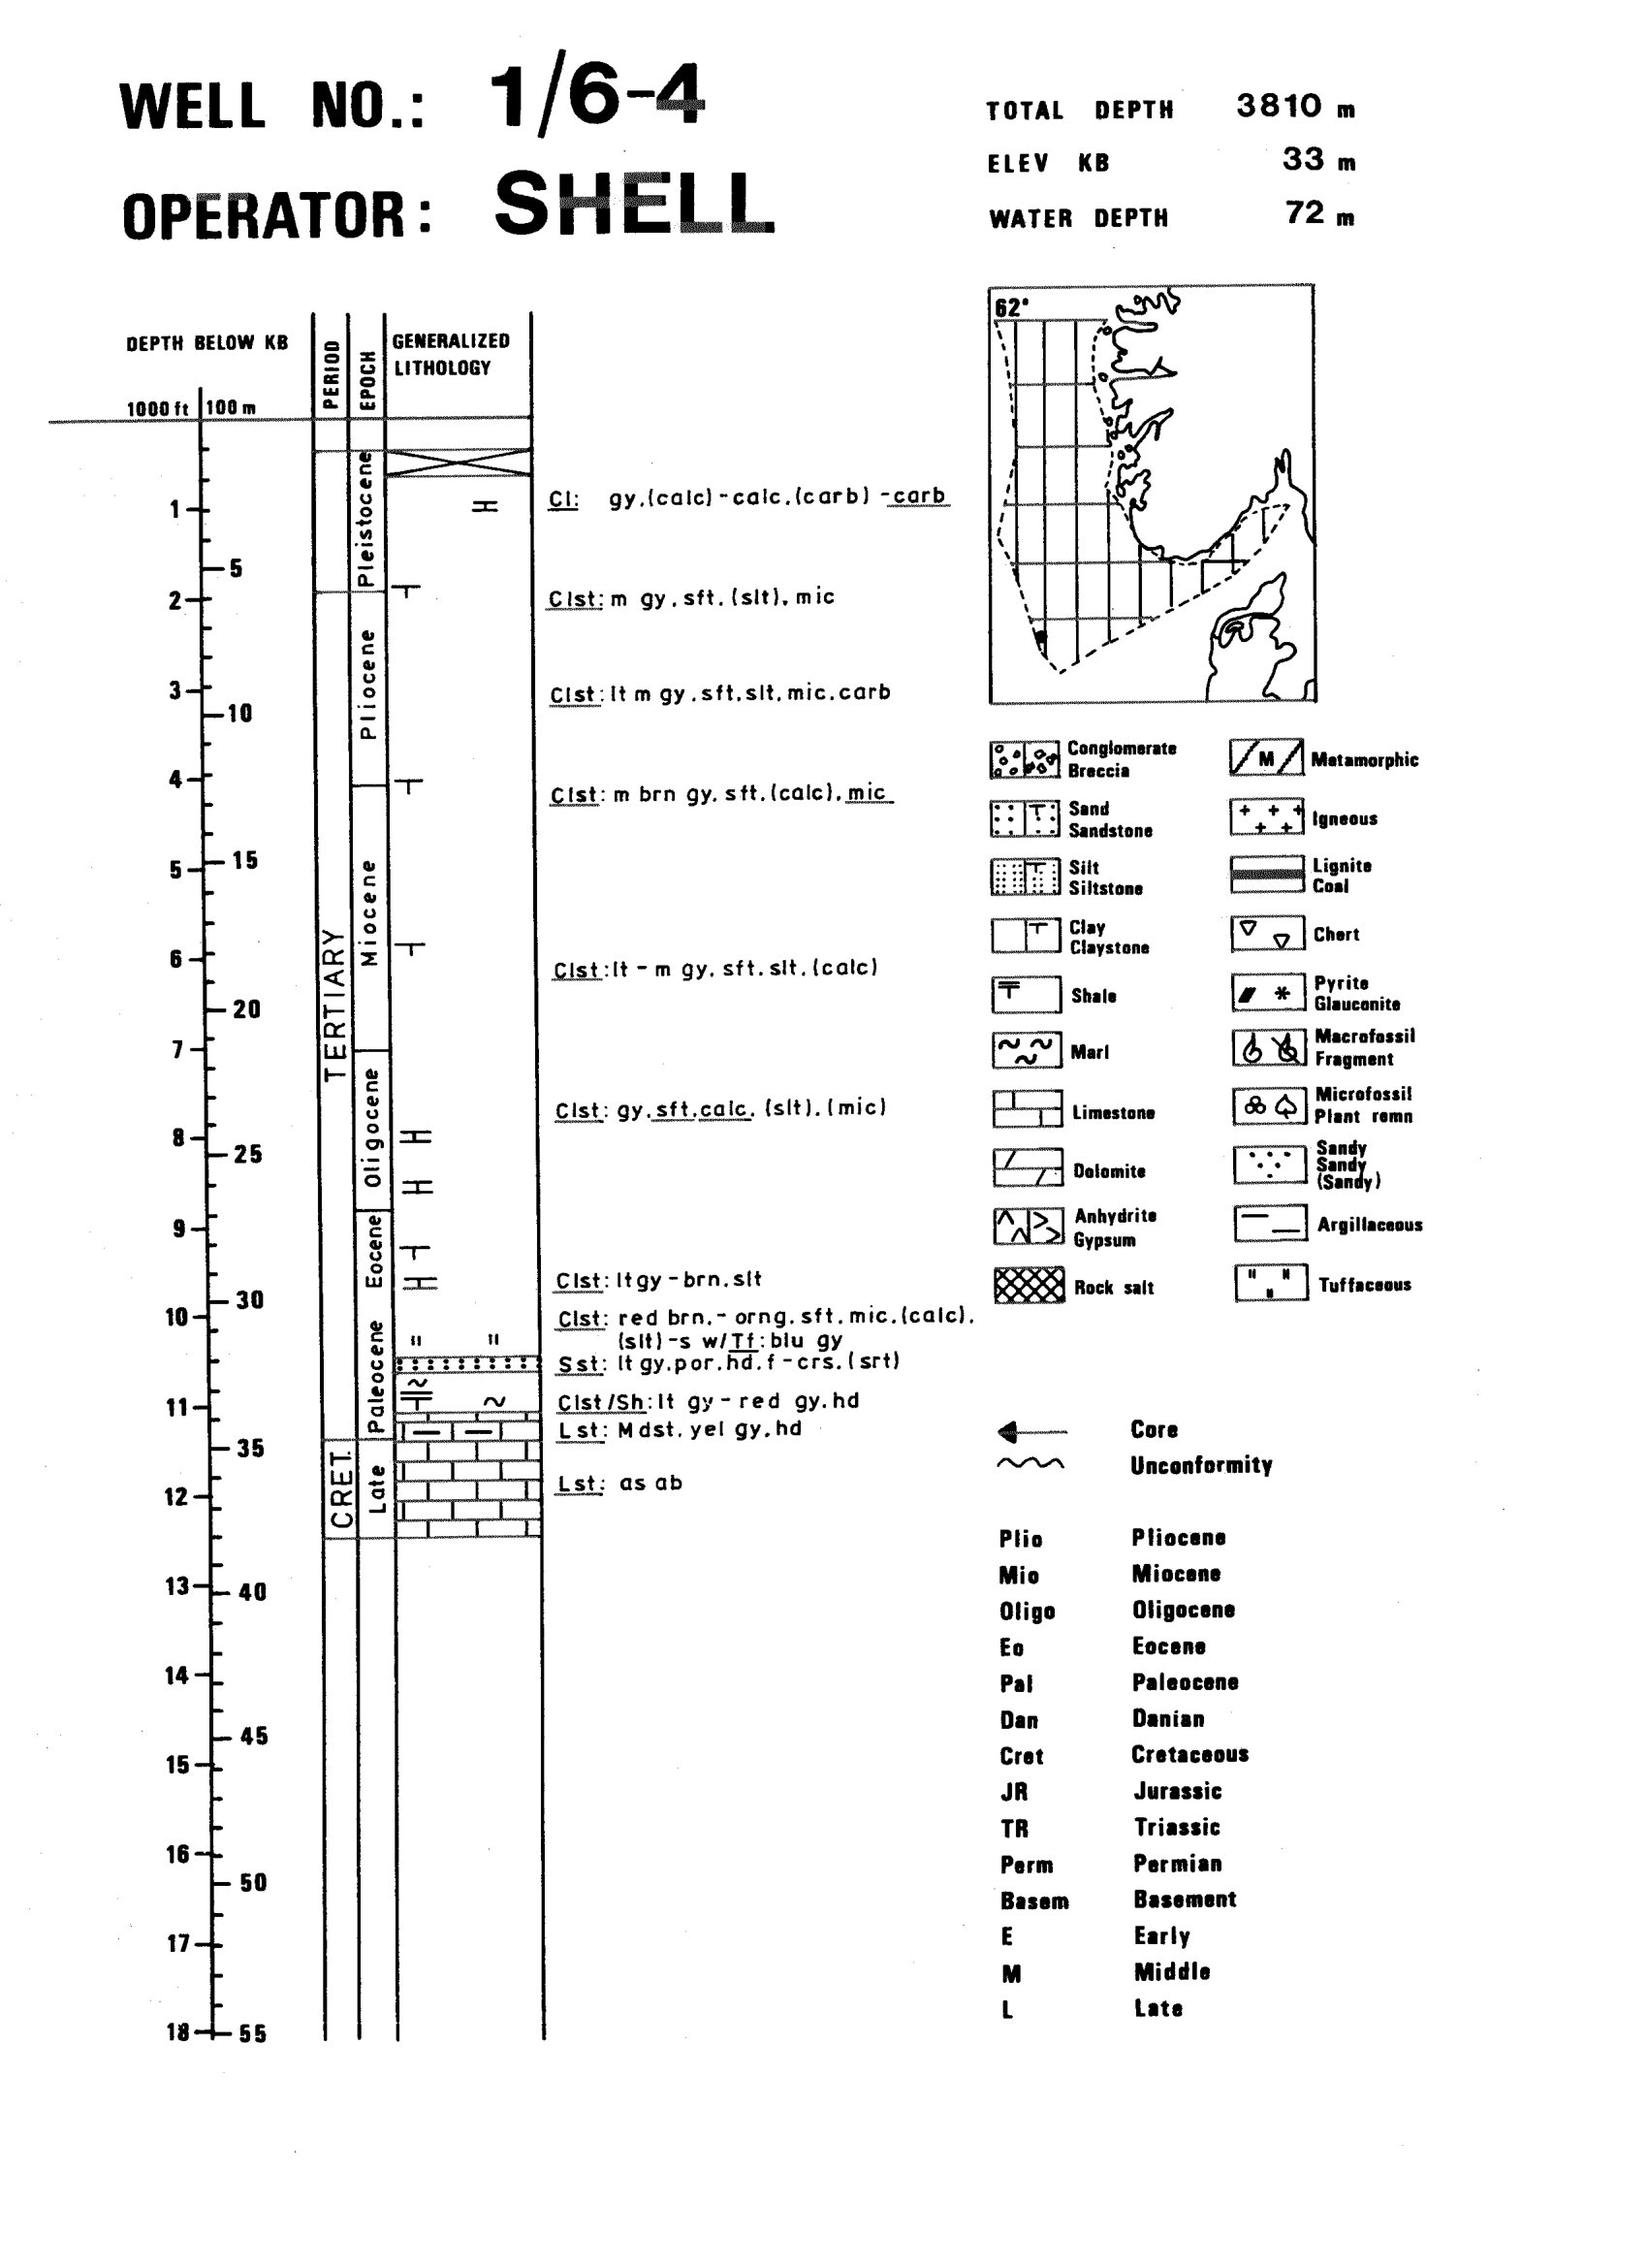 WELL NO.: 1/6-4
OPERATOR: SHELL
TOTAL DEPTH 3810 m
ELEV KB 33 m
WATER DEPTH 72 m
DEPTH BELOW KB
1000 ft 100 m
PERIOD
EPOCH
GENERALIZED
LITHOLOGY
62°
1
5
2
3
10
4
5
15
6
20
7
8
25
9
30
10
11
35
12
13
40
14
45
15
16
50
17
18
55
TERTIARY
CRET.
Pleistocene
Pliocene
Miocene
Oligocene
Eocene
Paleocene
Late
Cl: gy.(calc)-calc.(carb)-carb
Clst: m gy. sft. (slt). mic
Clst: lt m gy. sft. slt. mic. carb
Clst: m brn gy. sft. (calc). mic
Clst: lt - m gy. sft. slt. (calc)
Clst: gy. sft. calc. (slt). (mic)
Clst: lt gy - brn. slt
Clst: red brn. - orng. sft. mic. (calc).
(slt) - s w/Tf: blu gy
Sst: lt gy. por. hd. f - crs. (srt)
Clst/Sh: lt gy - red gy. hd
Lst: Mdst. yel gy. hd
Lst: as ab
Conglomerate
Breccia
Sand
Sandstone
Silt
Siltstone
Clay
Claystone
Shale
Marl
Limestone
Dolomite
Anhydrite
Gypsum
Rock salt
M Metamorphic
Igneous
Lignite
Coal
Chert
Pyrite
Glauconite
Macrofossil
Fragment
Microfossil
Plant remn
Sandy
Sandy
(Sandy)
Argillaceous
Tuffaceous
Core
Unconformity
Plio Pliocene
Mio Miocene
Oligo Oligocene
Eo Eocene
Pal Paleocene
Dan Danian
Cret Cretaceous
JR Jurassic
TR Triassic
Perm Permian
Basem Basement
E Early
M Middle
L Late